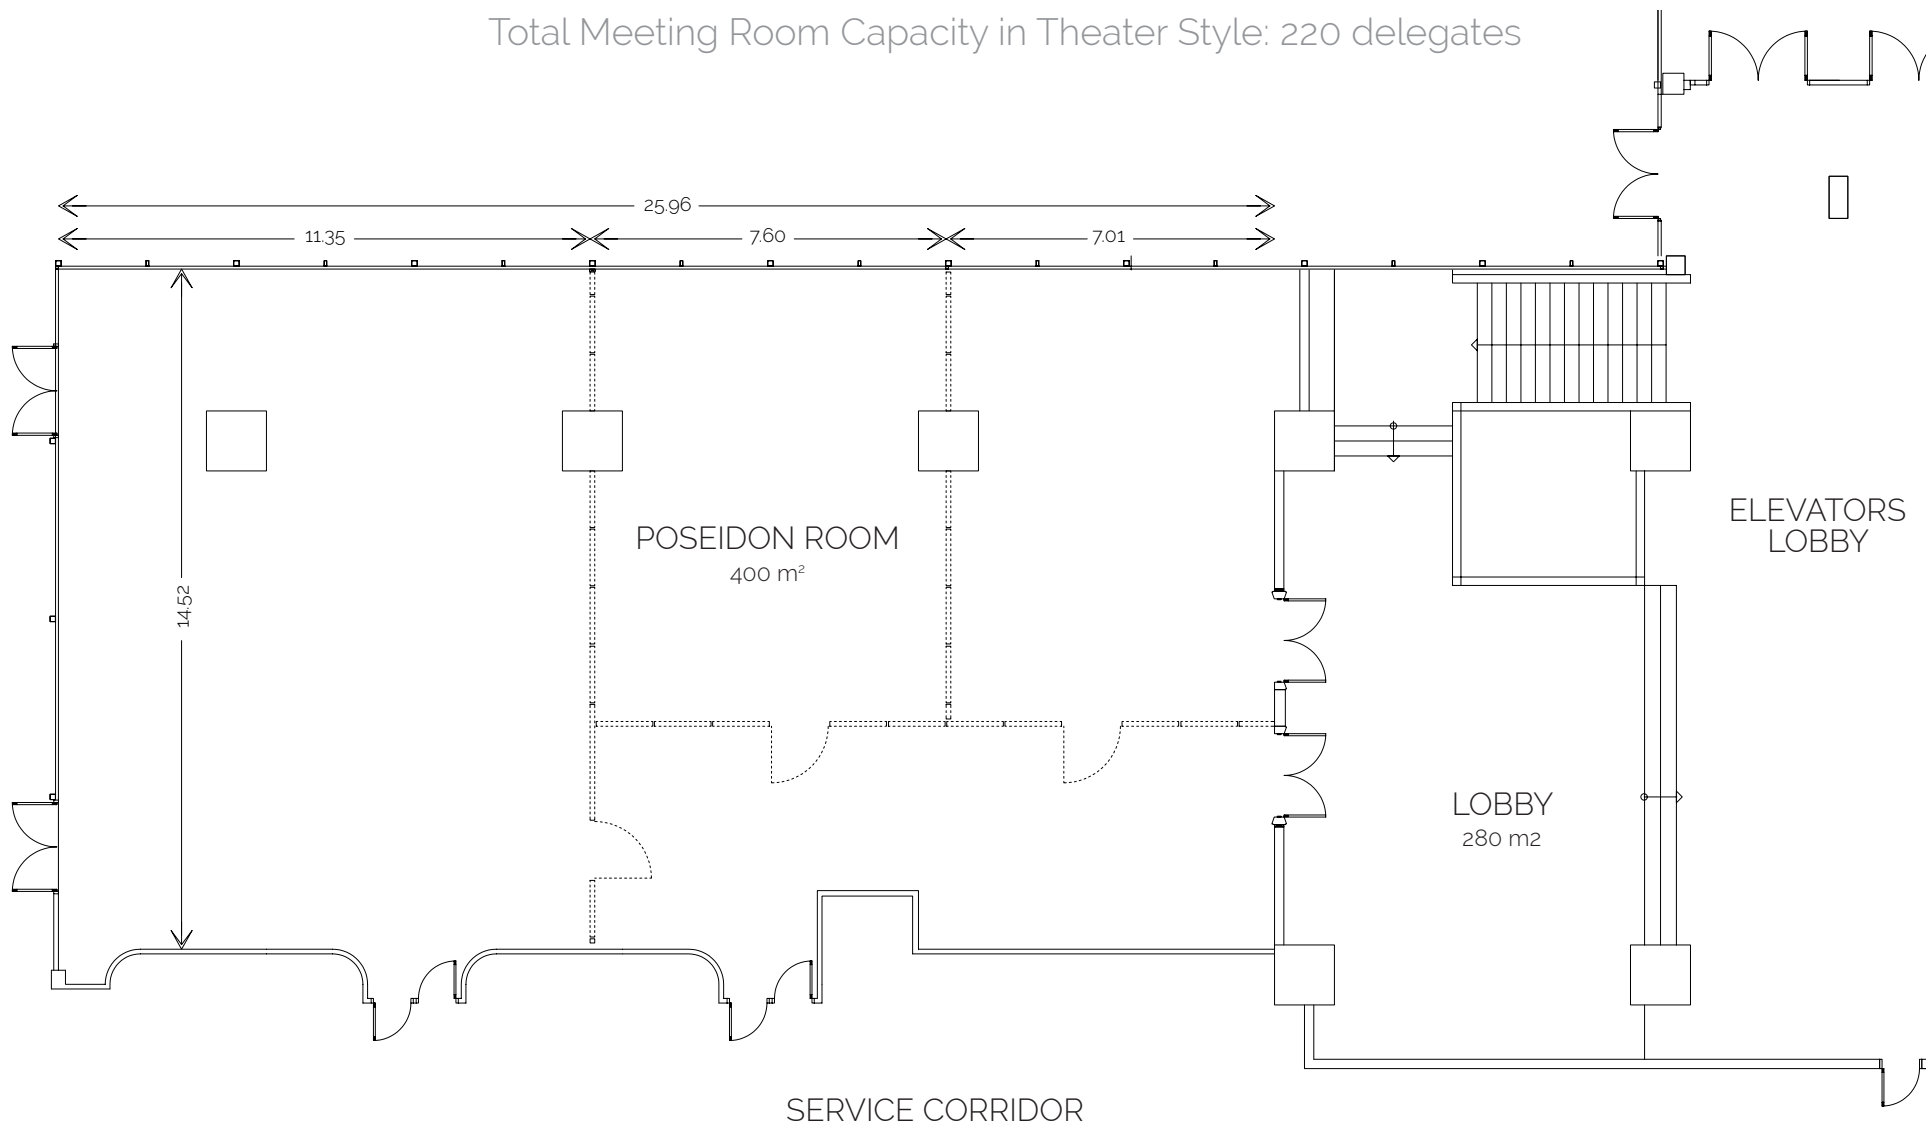 Total Meeting Room Capacity in Theater Style: 220 delegates
25.96
11.35
7.60
7.01
14.52
POSEIDON ROOM
400 m²
ELEVATORS
LOBBY
LOBBY
280 m2
SERVICE CORRIDOR